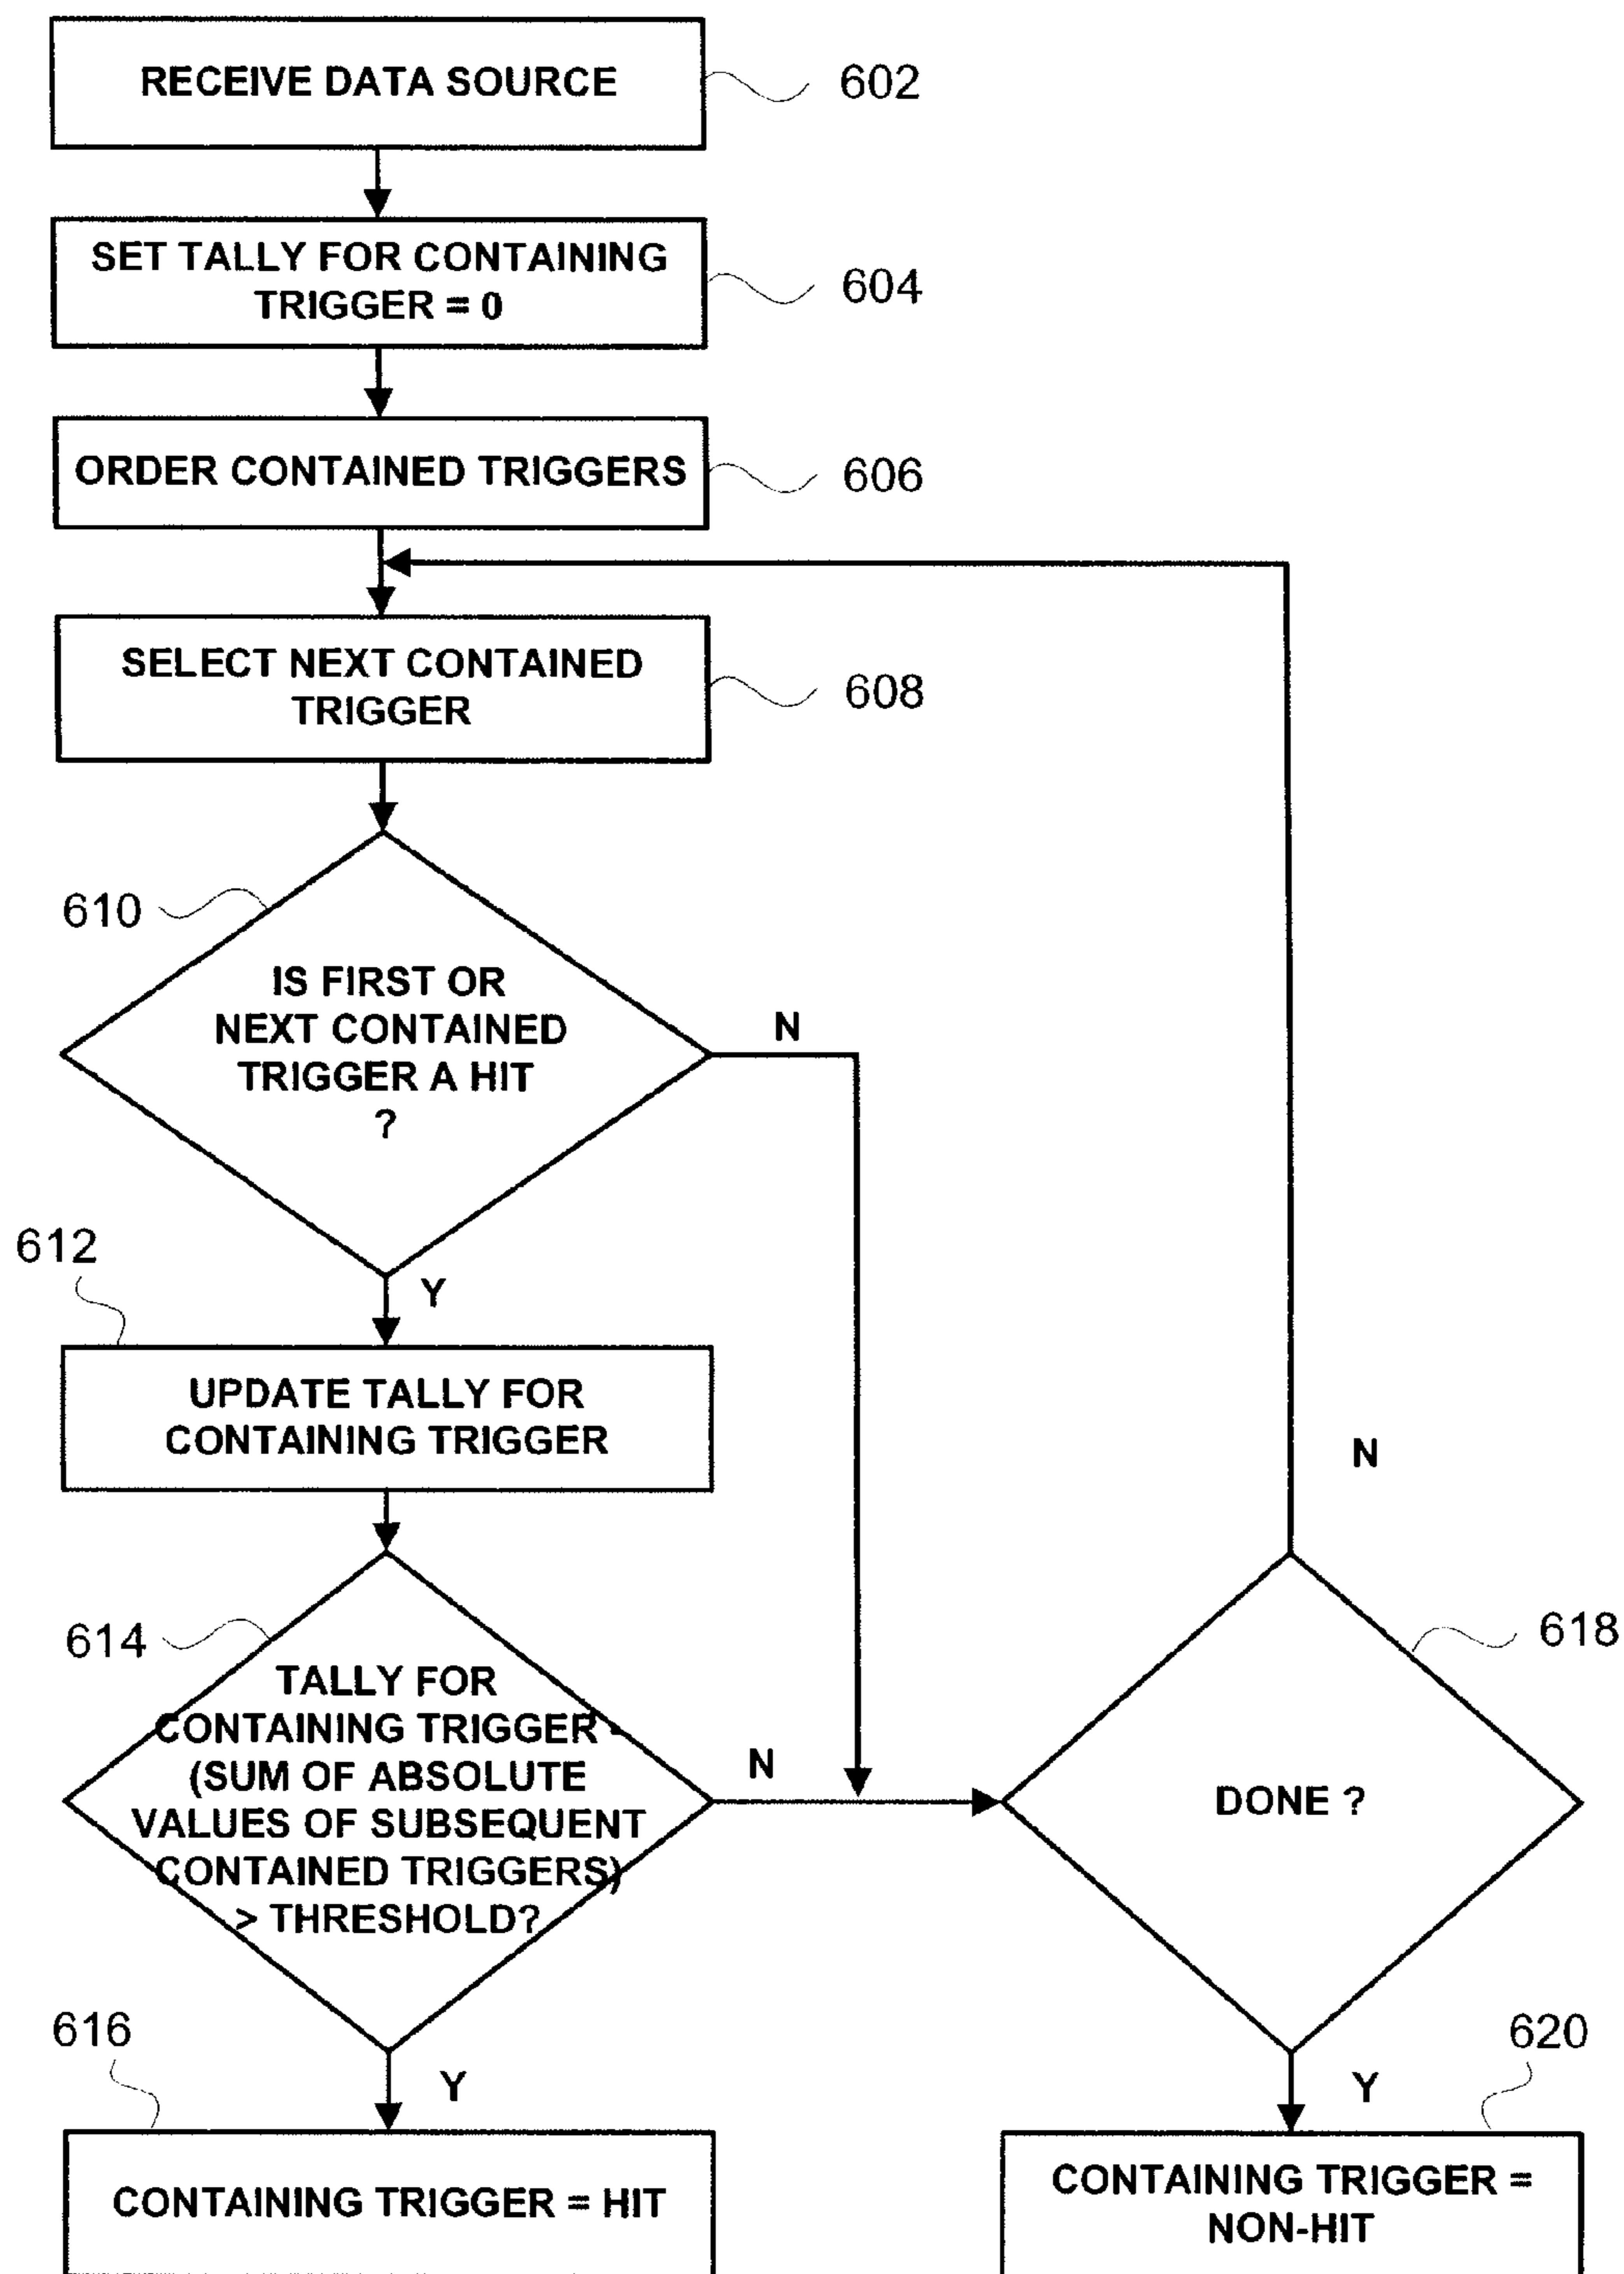 RECEIVE DATA SOURCE
602
SET TALLY FOR CONTAINING
TRIGGER = 0
604
ORDER CONTAINED TRIGGERS
606
SELECT NEXT CONTAINED
TRIGGER
608
610
IS FIRST OR
NEXT CONTAINED
TRIGGER A HIT
?
N
612
Y
UPDATE TALLY FOR
CONTAINING TRIGGER
N
614
TALLY FOR
CONTAINING TRIGGER -
(SUM OF ABSOLUTE
VALUES OF SUBSEQUENT
CONTAINED TRIGGERS)
> THRESHOLD?
N
618
DONE ?
616
Y
CONTAINING TRIGGER = HIT
620
Y
CONTAINING TRIGGER =
NON-HIT